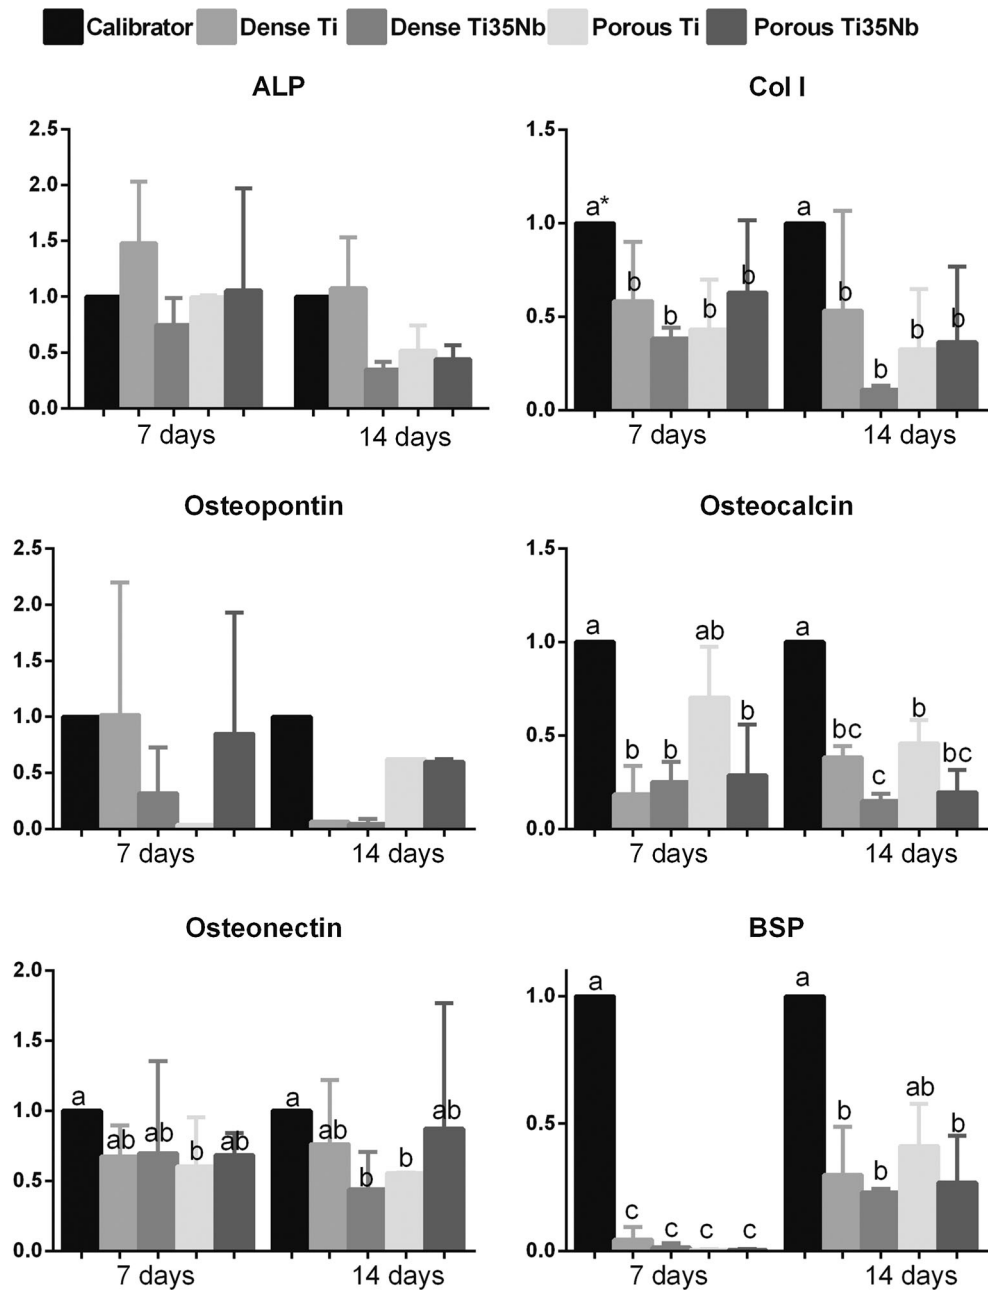 Calibrator Dense Ti Dense Ti35Nb Porous Ti Porous Ti35Nb
ALP
2.5
2.0
1.5
1.0
0.5
0.0
7 days 14 days
Col I
1.5
1.0
0.5
0.0
a* b b b b a b b b b
7 days 14 days
Osteopontin
2.5
2.0
1.5
1.0
0.5
0.0
7 days 14 days
Osteocalcin
1.5
1.0
0.5
0.0
a b b ab b a bc c b bc
7 days 14 days
Osteonectin
2.0
1.5
1.0
0.5
0.0
a ab ab b ab a ab b b ab
7 days 14 days
BSP
1.0
0.5
0.0
a c c c c a b b ab b
7 days 14 days